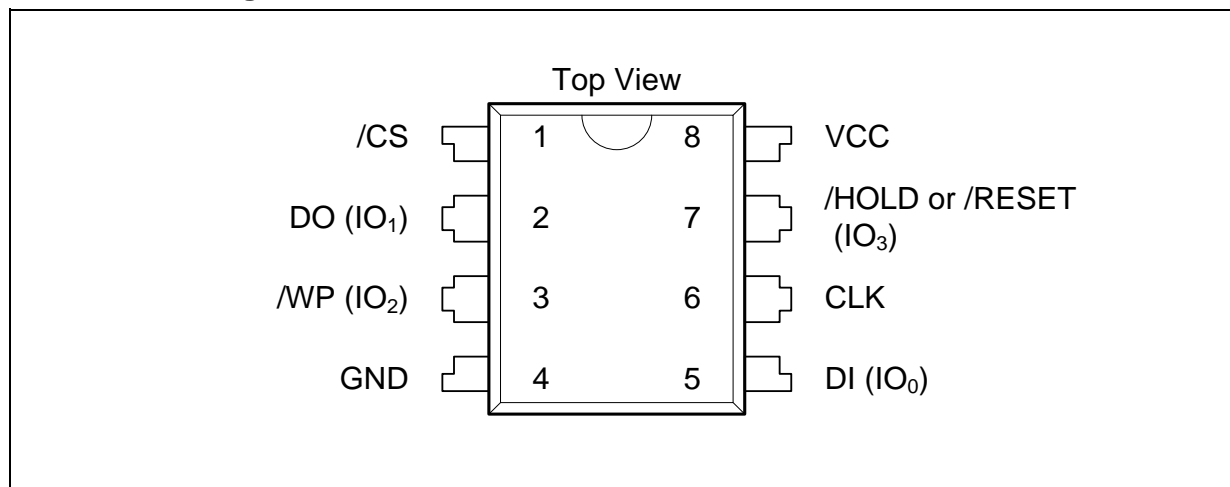 Top View
/CS 1 8 VCC
DO (IO₁) 2 7 /HOLD or /RESET
(IO₃)
/WP (IO₂) 3 6 CLK
GND 4 5 DI (IO₀)